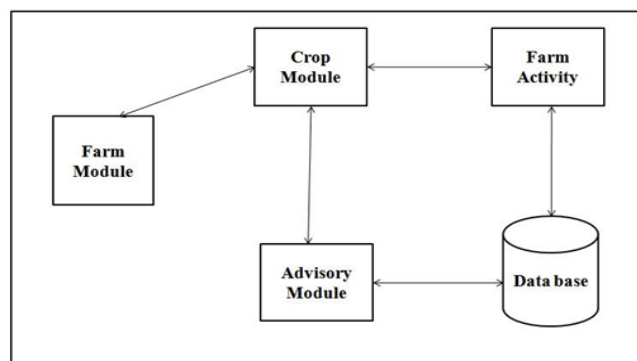 Crop
Module
Farm
Activity
Farm
Module
Advisory
Module
Data base